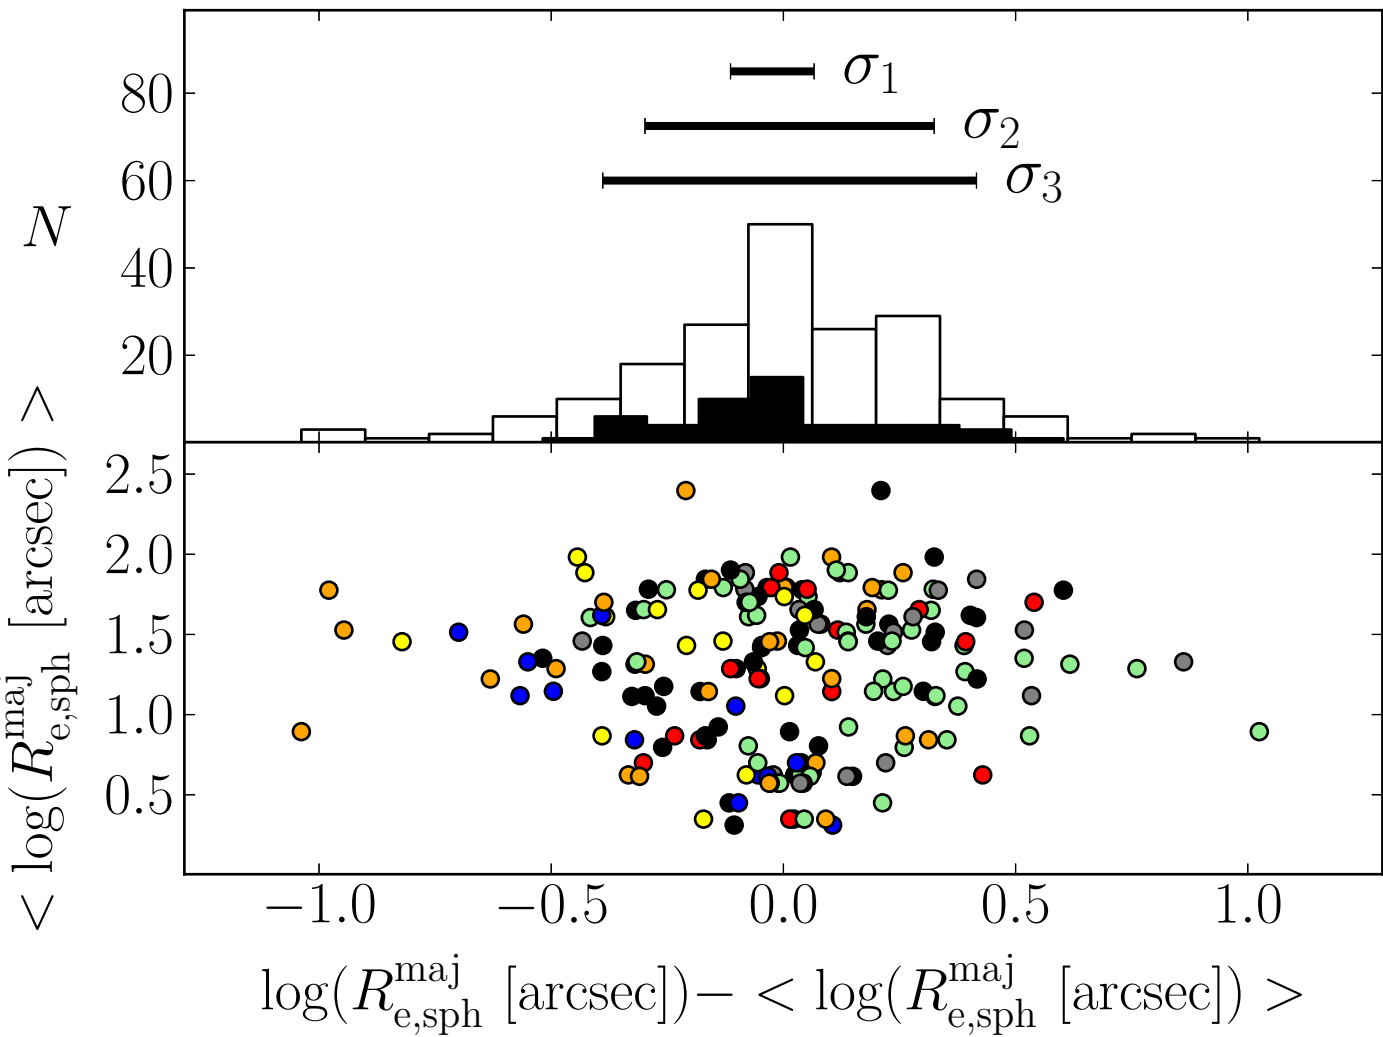 80
60
40
20
N
σ1
σ2
σ3
2.5
2.0
1.5
1.0
0.5
< log(R^maj_e,sph [arcsec]) >
−1.0 −0.5 0.0 0.5 1.0
log(R^maj_e,sph [arcsec])− < log(R^maj_e,sph [arcsec]) >